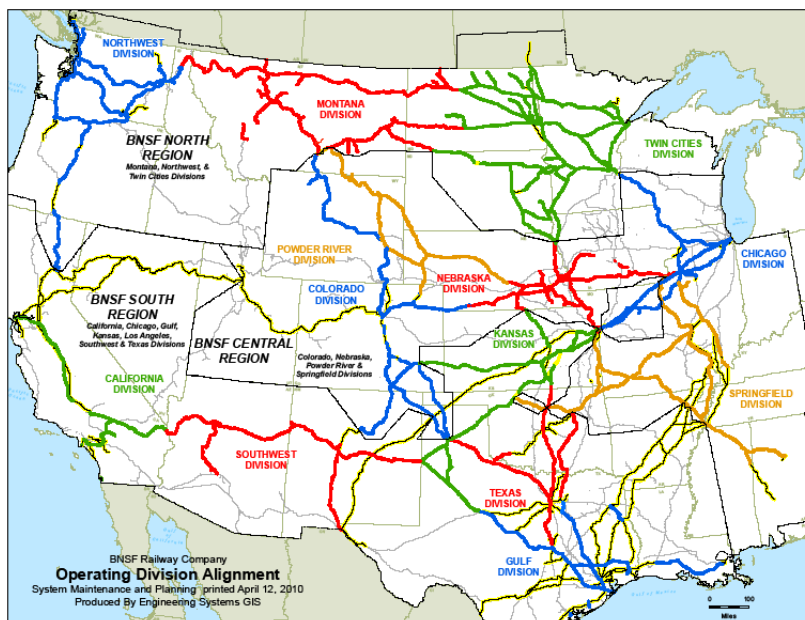 NORTHWEST
DIVISION
MONTANA
DIVISION
BNSF NORTH
REGION
Montana, Northwest, &
Twin Cities Divisions
TWIN CITIES
DIVISION
POWDER RIVER
DIVISION
COLORADO
DIVISION
NEBRASKA
DIVISION
CHICAGO
DIVISION
BNSF SOUTH
REGION
California, Chicago, Gulf,
Kansas, Los Angeles,
Southwest & Texas Divisions
BNSF CENTRAL
REGION
Colorado, Nebraska,
Powder River &
Springfield Divisions
KANSAS
DIVISION
CALIFORNIA
DIVISION
SPRINGFIELD
DIVISION
SOUTHWEST
DIVISION
TEXAS
DIVISION
GULF
DIVISION
BNSF Railway Company
Operating Division Alignment
System Maintenance and Planning printed April 12, 2010
Produced By Engineering Systems GIS
0 100
Miles